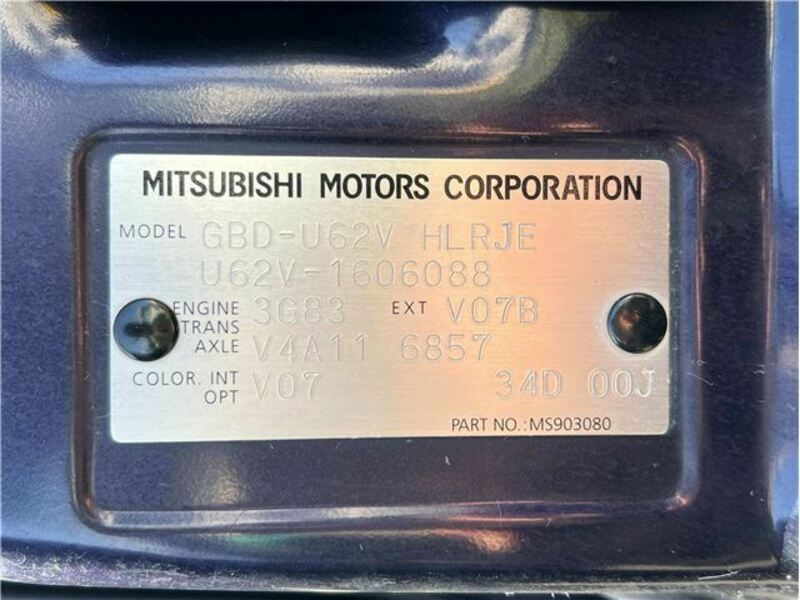 MITSUBISHI MOTORS CORPORATION
MODEL GBD-U62V HLRJE
U62V-1606088
ENGINE 3G83 EXT V07B
TRANS
AXLE V4A11 6857
COLOR. INT V07 34D 00J
OPT
PART NO.:MS903080